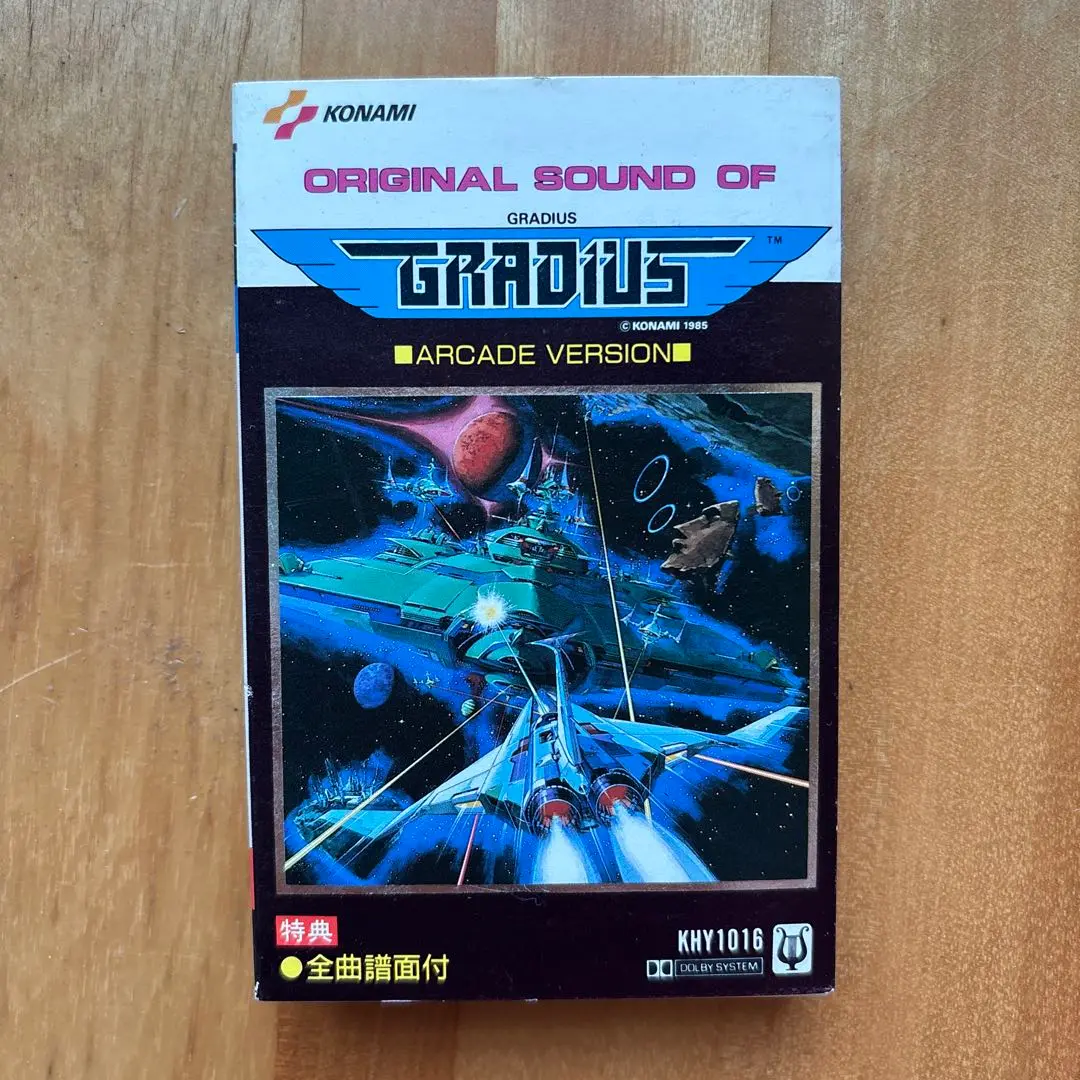 KONAMI
ORIGINAL SOUND OF
GRADIUS
GRADIUS TM
© KONAMI 1985
■ARCADE VERSION■
特典
●全曲譜面付
KHY1016
DOLBY SYSTEM